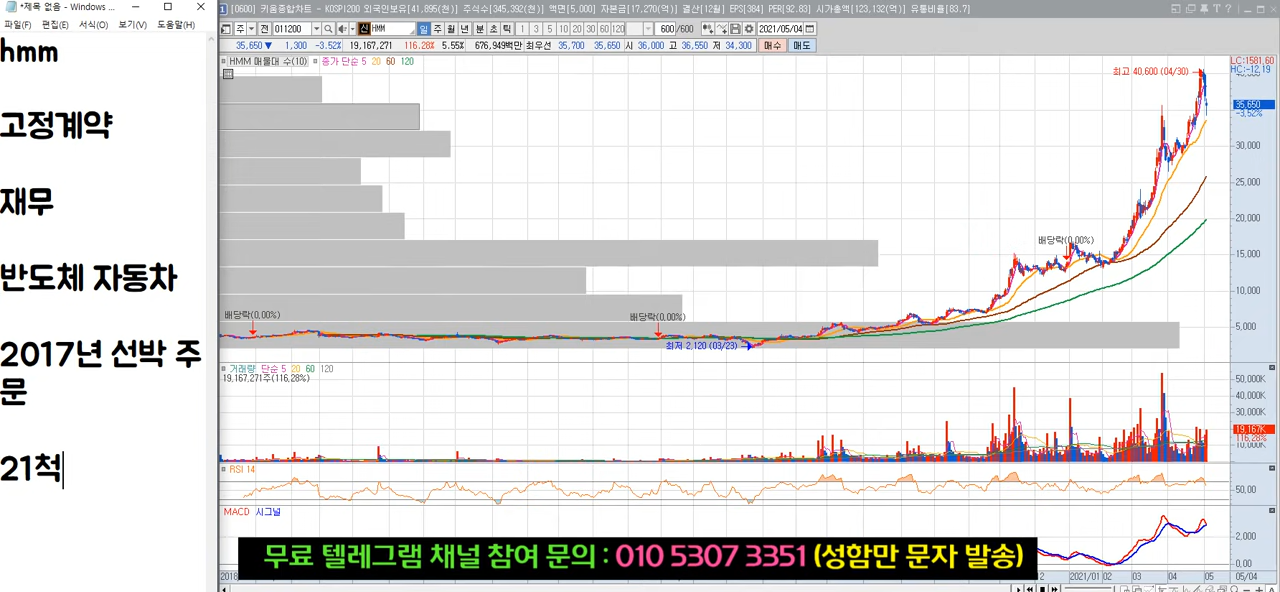 *제목 없음 - Windows ...
파일(F) 편집(E) 서식(O) 보기(V) 도움말(H)
hmm
고정계약
재무
반도체 자동차
2017년 선박 주
문
21척
[0600] 키움종합차트 - KOSPI200 외국인보유[41,895(천)] 주식수[345,392(천)] 액면[5,000] 자본금[17,270(억)] 결산[12월] EPS[384] PER[92.83] 시가총액[123,132(억)] 유통비율[83.7]
주 전 011200 신 HMM 일 주 월 년 분 초 틱 1 3 5 10 20 30 60 120 600 /600 2021/05/04
35,650 ▼ 1,300 -3.52% 19,167,271 116.28% 5.55% 676,949백만 최우선 35,700 35,650 시 36,000 고 36,550 저 34,300 매수 매도
HMM 매물대 수(10) 종가 단순 5 20 60 120
LC:1581.60
HC:-12.19
최고 40,600 (04/30)
40,000
35,650
-3.52%
30,000
25,000
20,000
배당락(0.00%)
15,000
10,000
배당락(0.00%)
배당락(0.00%)
5,000
최저 2,120 (03/23)
거래량 단순 5 20 60 120
19,167,271주(116.28%)
50,000K
40,000K
30,000K
19,167K
116.28%
10,000K
RSI 14
50.00
MACD 시그널
2,000
0.00
무료 텔레그램 채널 참여 문의 : 010 5307 3351 (성함만 문자 발송)
2018 2 2021/01 02 03 04 05 05/04